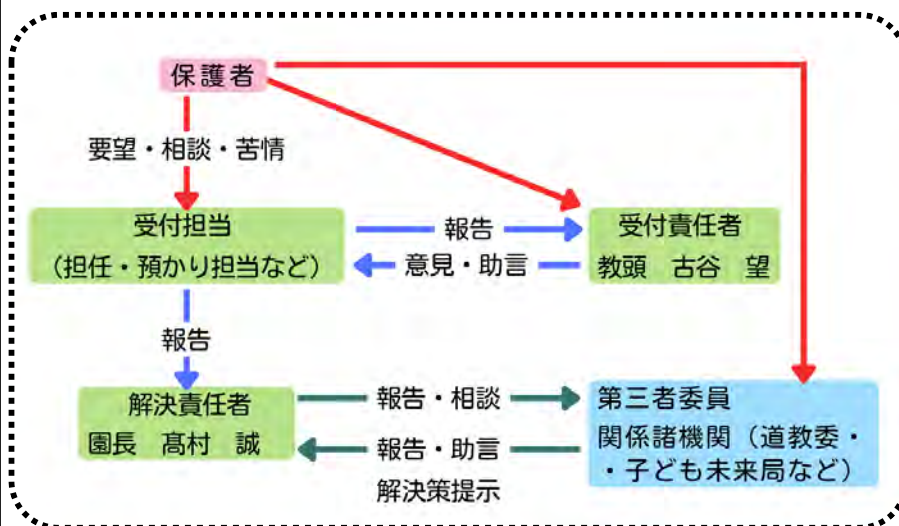 保護者
要望・相談・苦情
受付担当
(担任・預かり担当など)
報告
意見・助言
受付責任者
教頭 古谷 望
報告
解決責任者
園長 髙村 誠
報告・相談
報告・助言
解決策提示
第三者委員
関係諸機関(道教委・
・子ども未来局など)